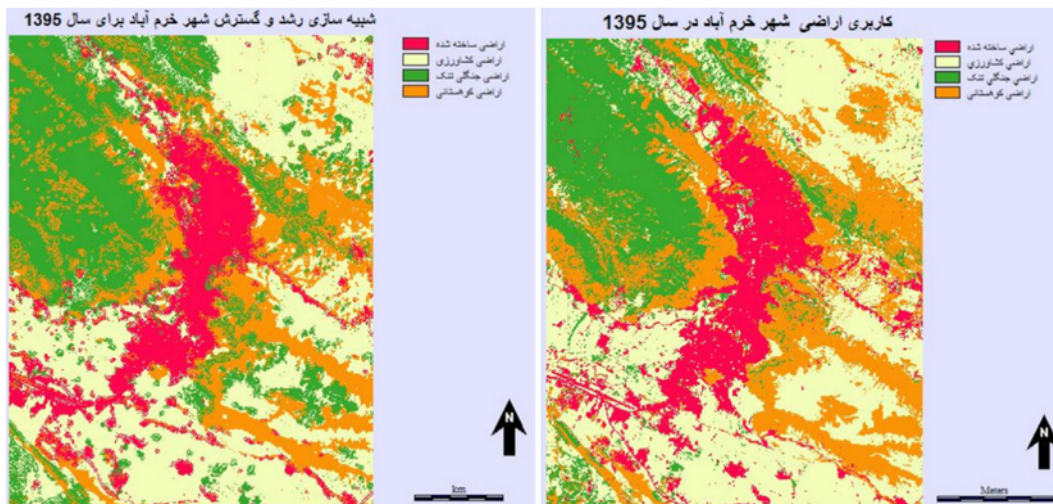 شبیه سازی رشد و گسترش شهر خرم آباد برای سال 1395
اراضی ساخته شده
اراضی کشاورزی
اراضی جنگلی تنک
اراضی کوهستانی
N
km
کاربری اراضی شهر خرم آباد در سال 1395
اراضی ساخته شده
اراضی کشاورزی
اراضی جنگلی تنک
اراضی کوهستانی
N
Meters